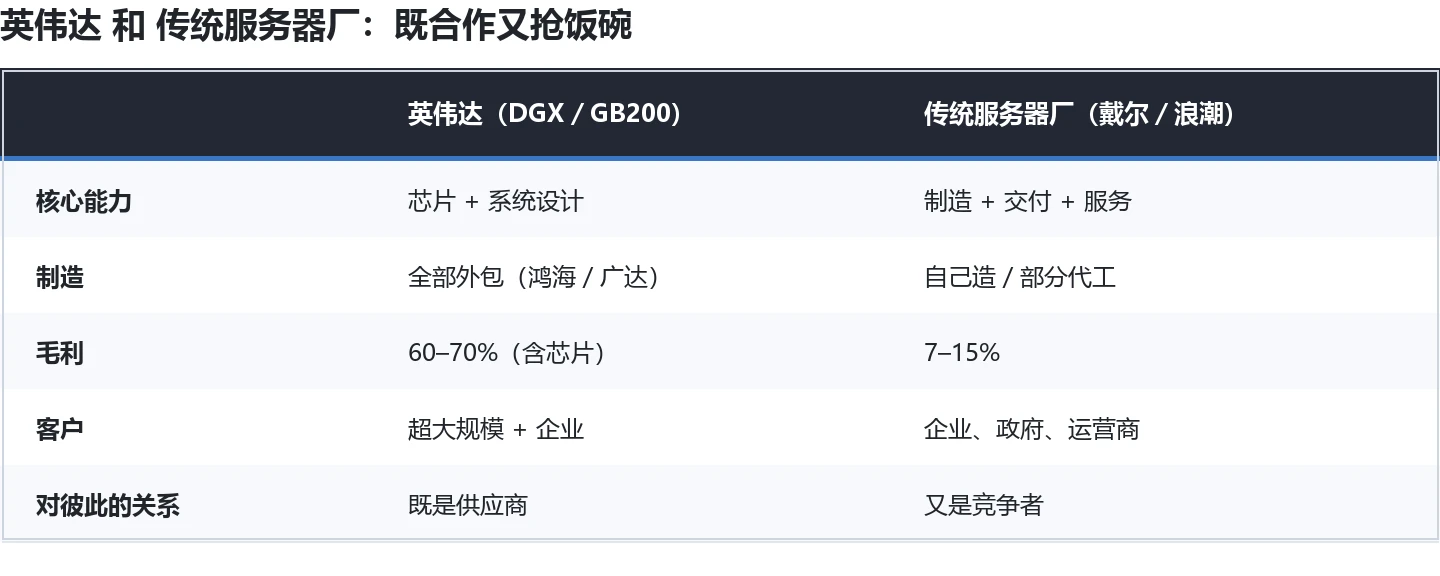 英伟达 和 传统服务器厂：既合作又抢饭碗
英伟达（DGX / GB200） 传统服务器厂（戴尔 / 浪潮）
核心能力 芯片 + 系统设计 制造 + 交付 + 服务
制造 全部外包（鸿海 / 广达） 自己造 / 部分代工
毛利 60–70%（含芯片） 7–15%
客户 超大规模 + 企业 企业、政府、运营商
对彼此的关系 既是供应商 又是竞争者